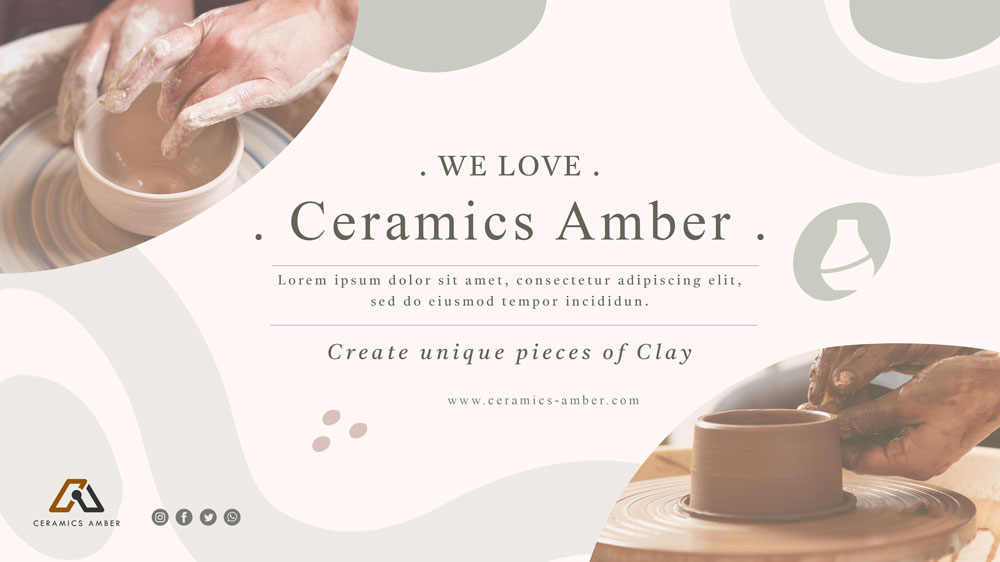 . WE LOVE .
. Ceramics Amber .
Lorem ipsum dolor sit amet, consectetur adipiscing elit,
sed do eiusmod tempor incididun.
Create unique pieces of Clay
www.ceramics-amber.com
CERAMICS AMBER